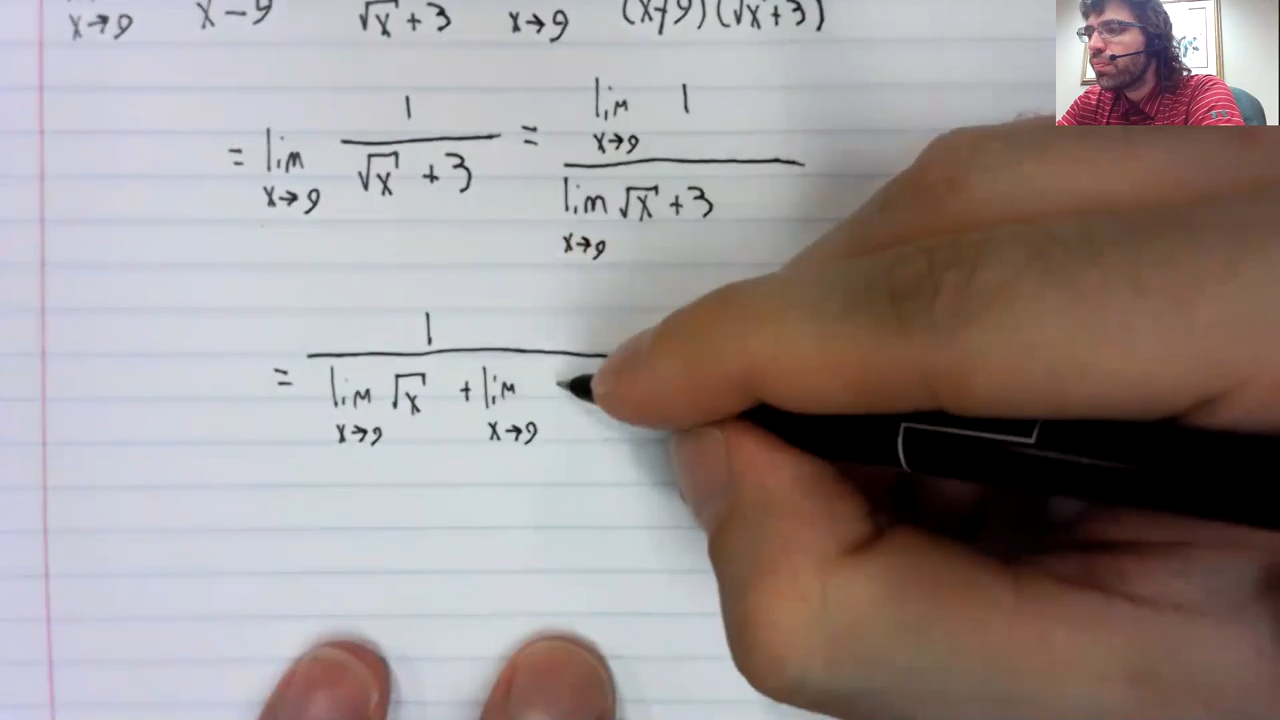 x→9 x-9 √x+3 x→9 (x-9)(√x+3)
= lim x→9 1/(√x + 3) = lim x→9 1 / lim x→9 √x + 3
= 1 / (lim x→9 √x + lim x→9